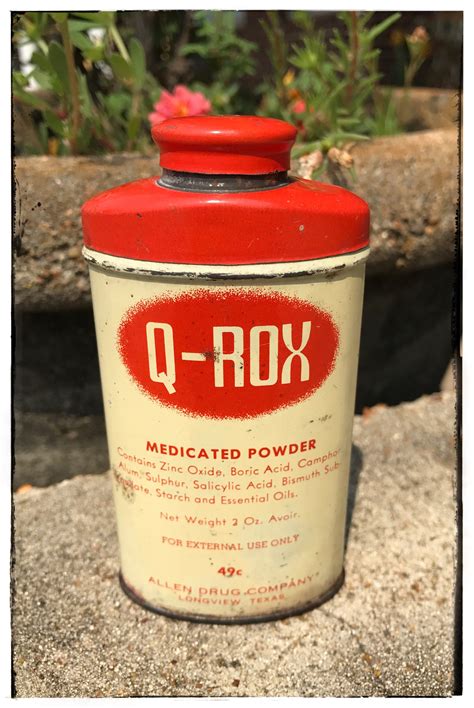 Q-ROX
MEDICATED POWDER
Contains Zinc Oxide, Boric Acid, Camphor
Alum, Sulphur, Salicylic Acid, Bismuth Sub-
Starch and Essential Oils.
Net Weight 2 Oz. Avoir.
FOR EXTERNAL USE ONLY
49c
ALLEN DRUG COMPANY
LONGVIEW, TEXAS